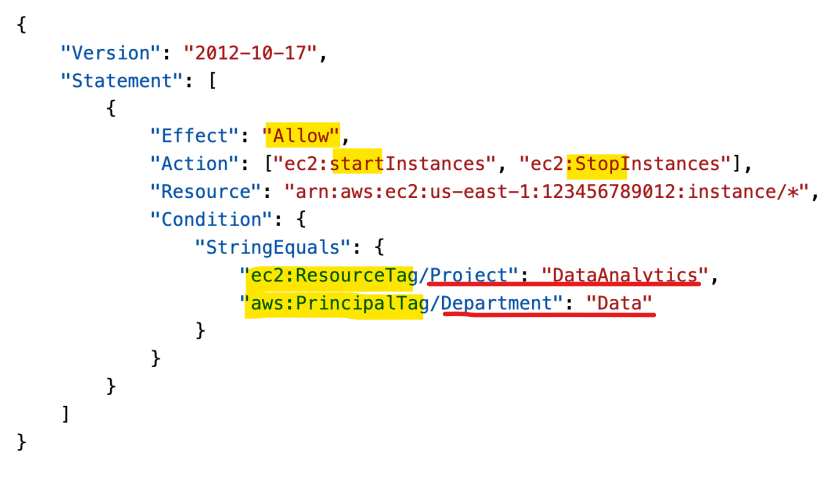 {
    "Version": "2012-10-17",
    "Statement": [
        {
            "Effect": "Allow",
            "Action": ["ec2:startInstances", "ec2:StopInstances"],
            "Resource": "arn:aws:ec2:us-east-1:123456789012:instance/*",
            "Condition": {
                "StringEquals": {
                    "ec2:ResourceTag/Project": "DataAnalytics",
                    "aws:PrincipalTag/Department": "Data"
                }
            }
        }
    ]
}